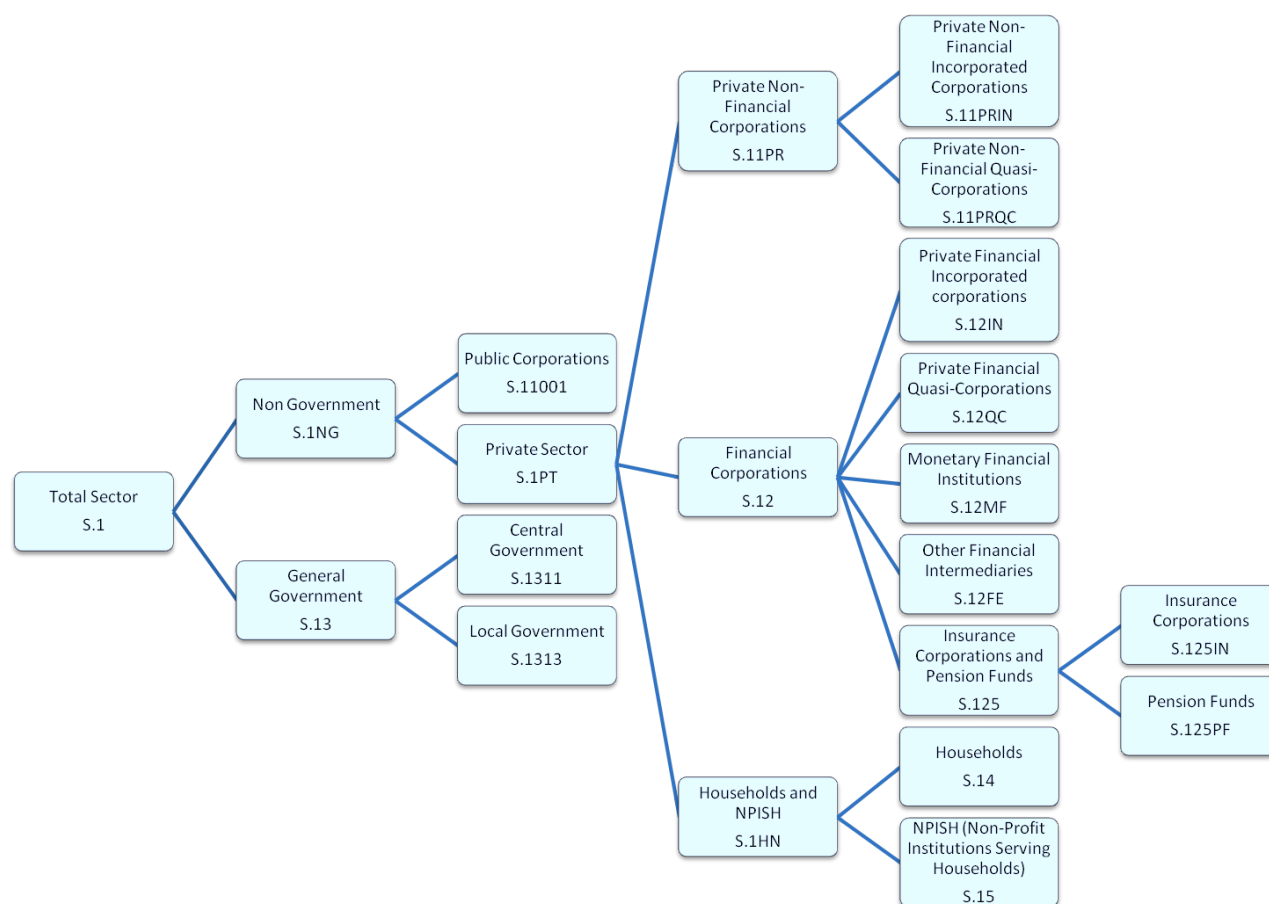 Total Sector
S.1
Non Government
S.1NG
General
Government
S.13
Public Corporations
S.11001
Private Sector
S.1PT
Central
Government
S.1311
Local Government
S.1313
Private Non-
Financial
Corporations
S.11PR
Financial
Corporations
S.12
Households and
NPISH
S.1HN
Private Non-
Financial
Incorporated
Corporations
S.11PRIN
Private Non-
Financial Quasi-
Corporations
S.11PRQC
Private Financial
Incorporated
corporations
S.12IN
Private Financial
Quasi-Corporations
S.12QC
Monetary Financial
Institutions
S.12MF
Other Financial
Intermediaries
S.12FE
Insurance
Corporations and
Pension Funds
S.125
Households
S.14
NPISH (Non-Profit
Institutions Serving
Households)
S.15
Insurance
Corporations
S.125IN
Pension Funds
S.125PF